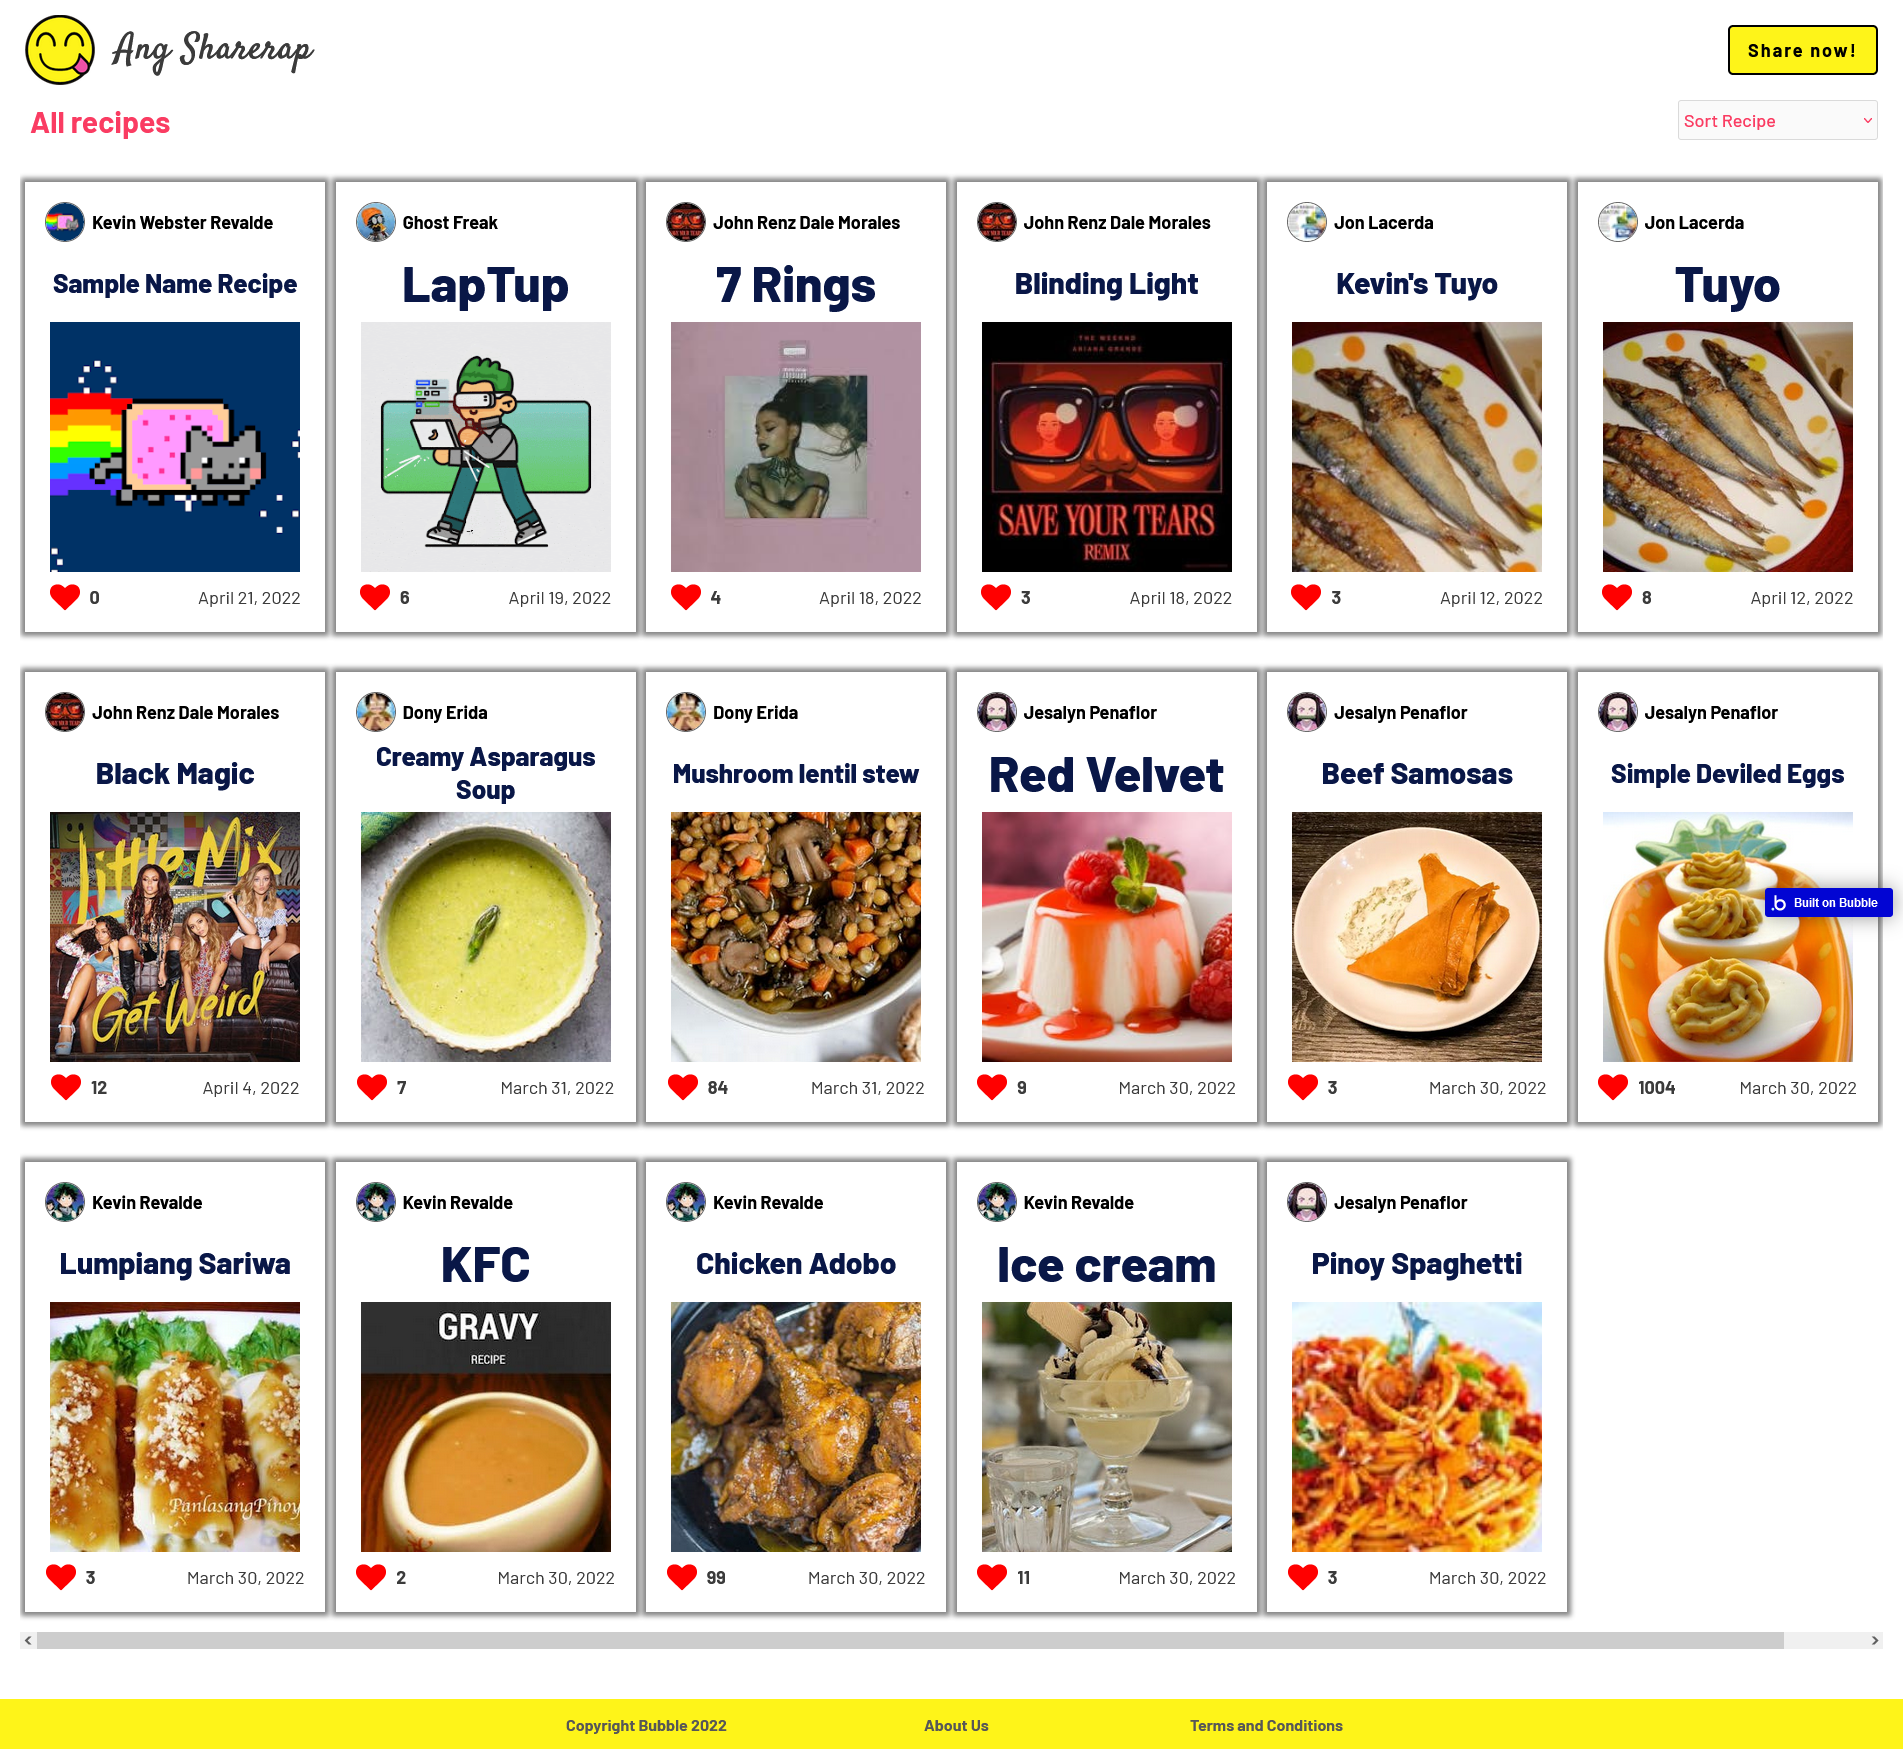 Ang Sharerap
Share now!
All recipes
Sort Recipe
Kevin Webster Revalde
Ghost Freak
John Renz Dale Morales
John Renz Dale Morales
Jon Lacerda
Jon Lacerda
Sample Name Recipe
LapTup
7 Rings
Blinding Light
Kevin's Tuyo
Tuyo
THE WEEKND
ARIANA GRANDE
SAVE YOUR TEARS
REMIX
0 April 21, 2022
6 April 19, 2022
4 April 18, 2022
3 April 18, 2022
3 April 12, 2022
8 April 12, 2022
John Renz Dale Morales
Dony Erida
Dony Erida
Jesalyn Penaflor
Jesalyn Penaflor
Jesalyn Penaflor
Black Magic
Creamy Asparagus
Soup
Mushroom lentil stew
Red Velvet
Beef Samosas
Simple Deviled Eggs
Little Mix
Get Weird
Built on Bubble
12 April 4, 2022
7 March 31, 2022
84 March 31, 2022
9 March 30, 2022
3 March 30, 2022
1004 March 30, 2022
Kevin Revalde
Kevin Revalde
Kevin Revalde
Kevin Revalde
Jesalyn Penaflor
Lumpiang Sariwa
KFC
Chicken Adobo
Ice cream
Pinoy Spaghetti
GRAVY
RECIPE
PanlasangPinoy
3 March 30, 2022
2 March 30, 2022
99 March 30, 2022
11 March 30, 2022
3 March 30, 2022
Copyright Bubble 2022
About Us
Terms and Conditions